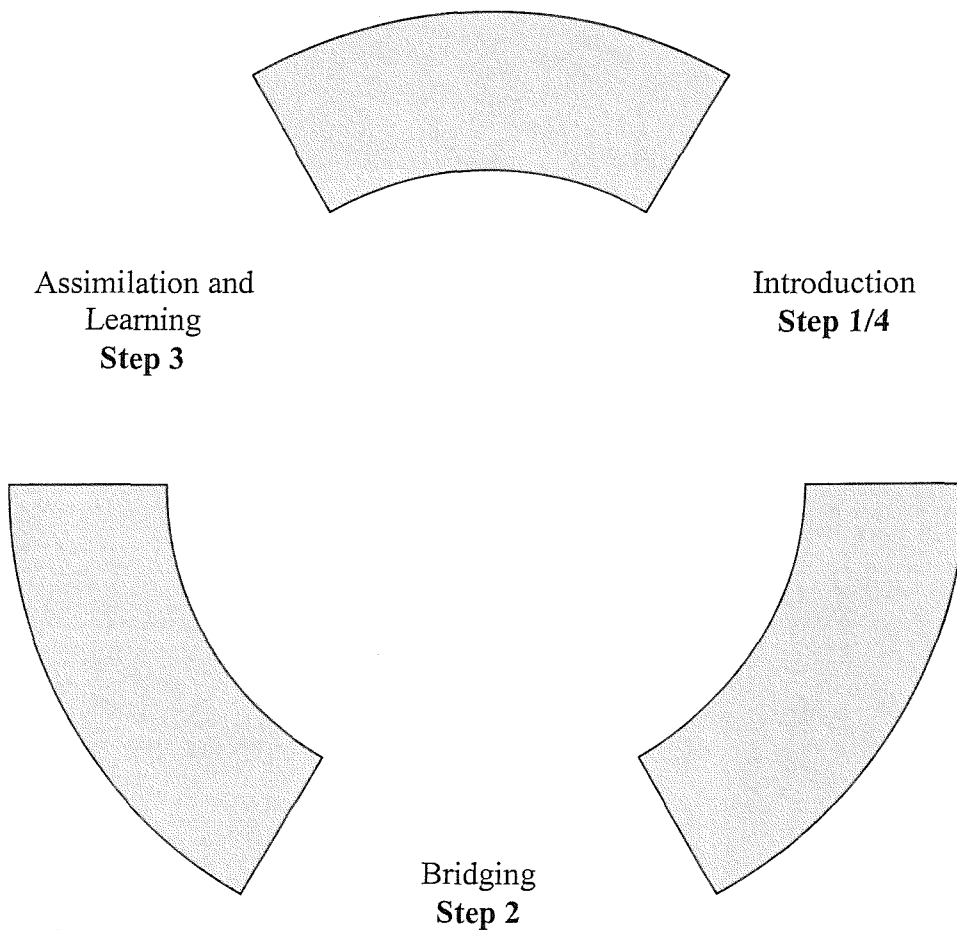 Assimilation and
Learning
Step 3
Introduction
Step 1/4
Bridging
Step 2